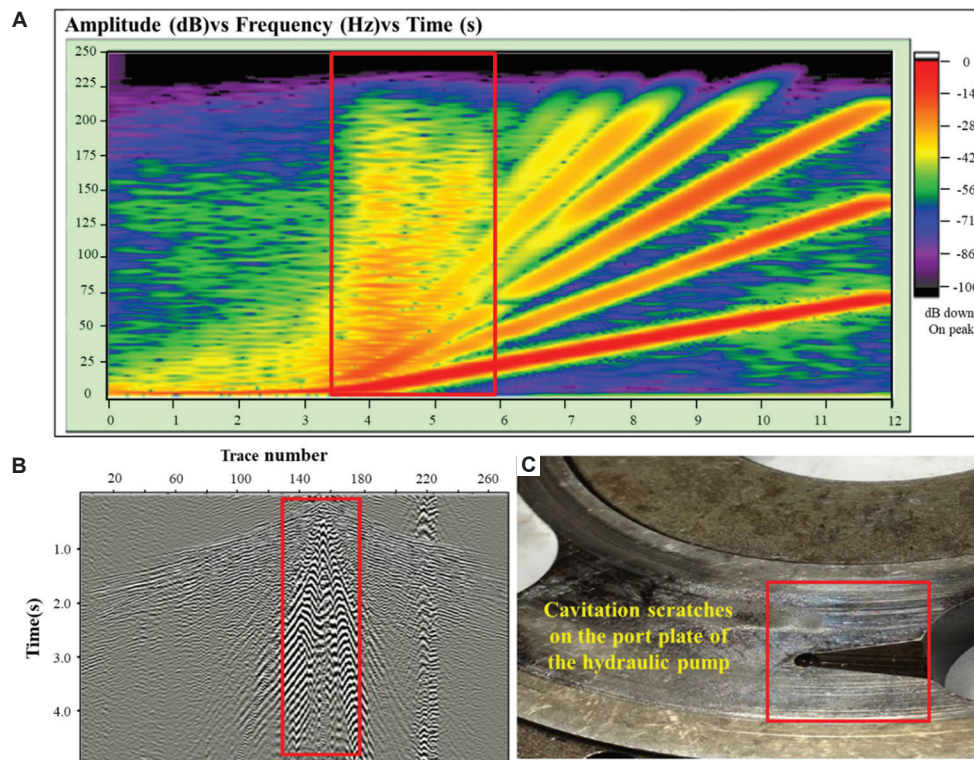 A
Amplitude (dB)vs Frequency (Hz)vs Time (s)
250
225
200
175
150
125
100
75
50
25
0
0 1 2 3 4 5 6 7 8 9 10 11 12
0
-14
-28
-42
-57
-71
-86
-100
dB down
On peak
B
Trace number
20 60 100 140 180 220 260
Time(s)
1.0
2.0
3.0
4.0
C
Cavitation scratches
on the port plate of
the hydraulic pump